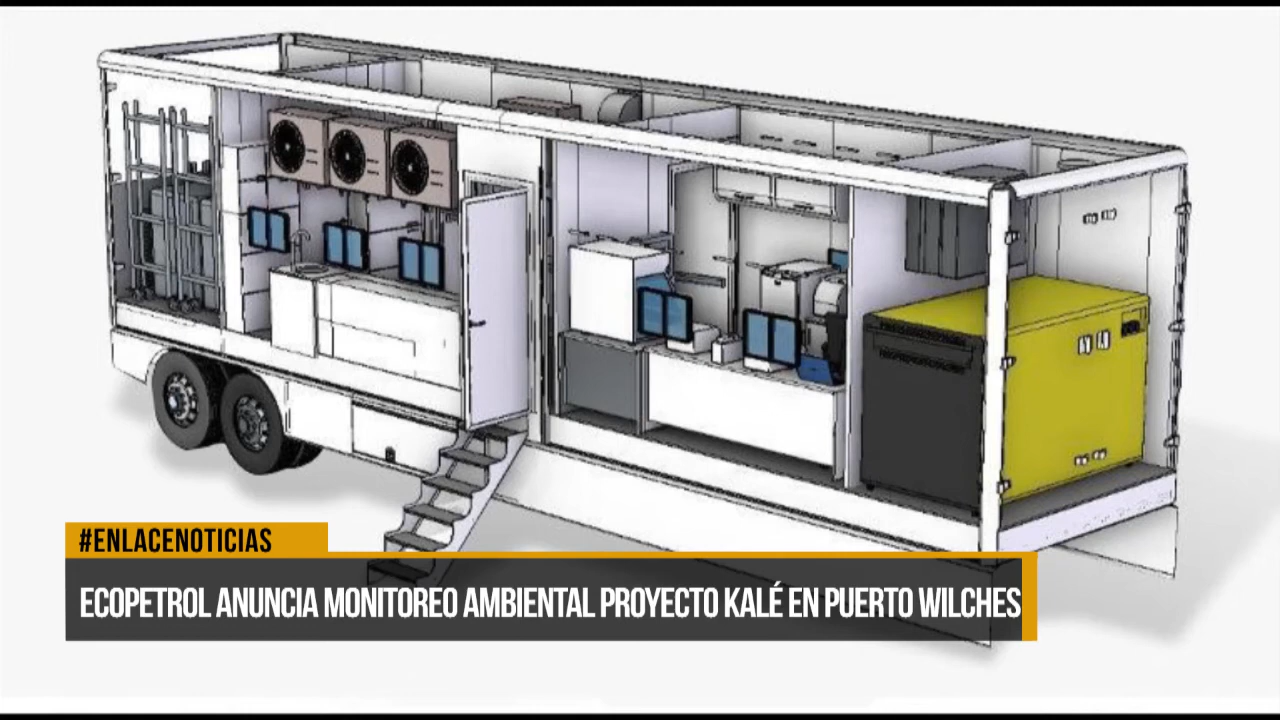 #ENLACENOTICIAS
ECOPETROL ANUNCIA MONITOREO AMBIENTAL PROYECTO KALÉ EN PUERTO WILCHES